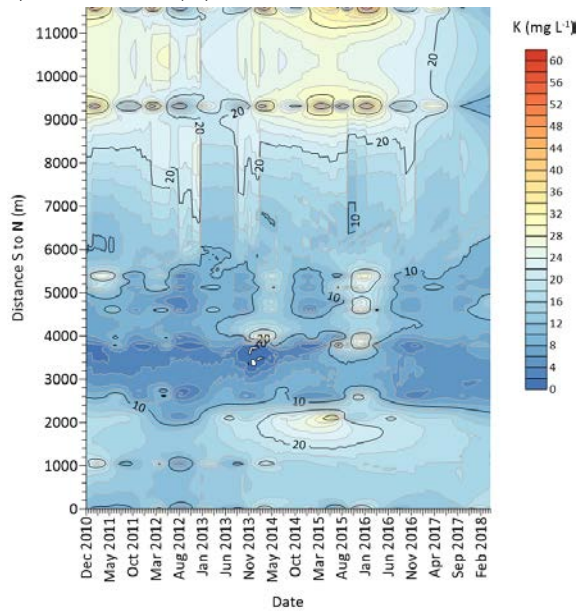 K (mg L-1)
11000
10000
9000
8000
7000
6000
5000
4000
3000
2000
1000
0
Distance S to N (m)
20
20
20
20
20
20
10
10
10
10
20
10
10
20
60
56
52
48
44
40
36
32
28
24
20
16
12
8
4
0
Dec 2010
May 2011
Oct 2011
Mar 2012
Aug 2012
Jan 2013
Jun 2013
Nov 2013
May 2014
Oct 2014
Mar 2015
Aug 2015
Jan 2016
Jun 2016
Nov 2016
Apr 2017
Sep 2017
Feb 2018
Date